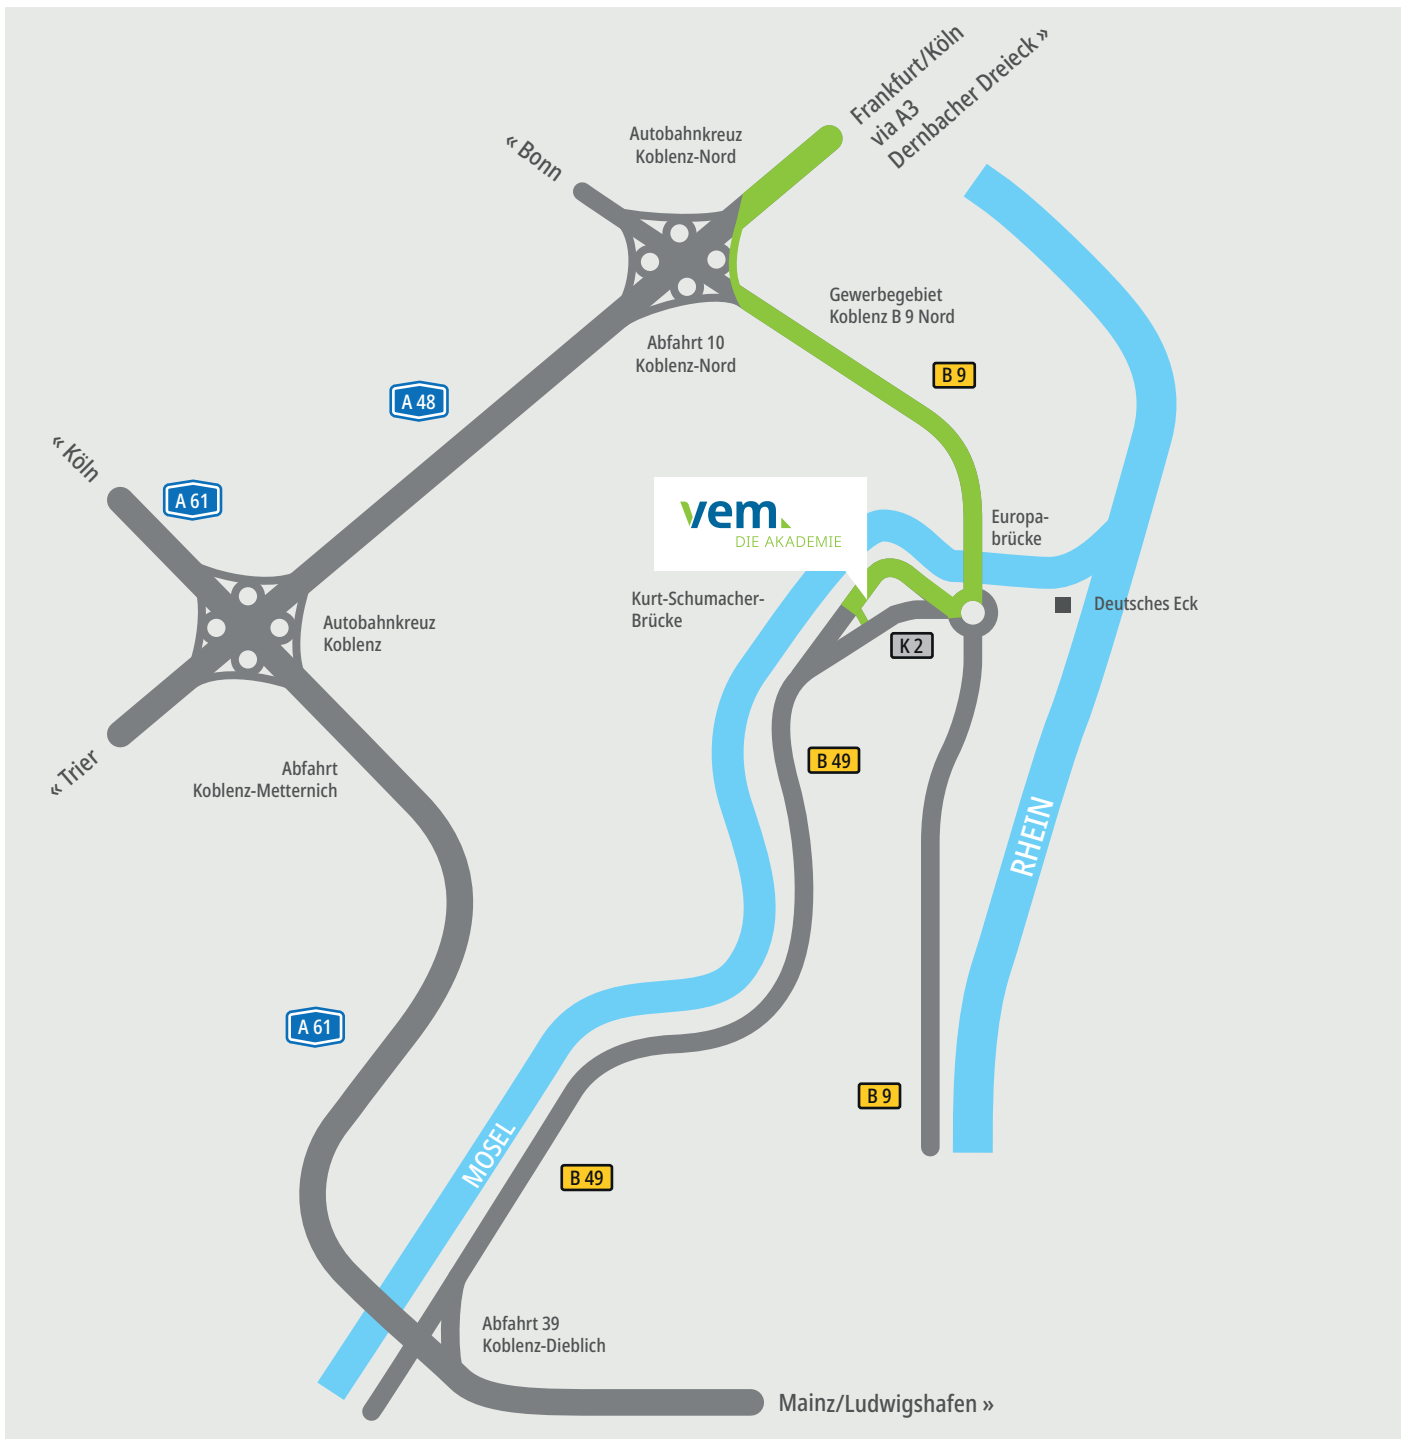 Frankfurt/Köln
via A3
Dernbacher Dreieck »
Autobahnkreuz
Koblenz-Nord
« Bonn
Gewerbegebiet
Koblenz B 9 Nord
Abfahrt 10
Koblenz-Nord
B 9
A 48
« Köln
A 61
vem.
DIE AKADEMIE
Europa-
brücke
Kurt-Schumacher-
Brücke
Deutsches Eck
Autobahnkreuz
Koblenz
K 2
« Trier
Abfahrt
Koblenz-Metternich
B 49
RHEIN
A 61
B 9
MOSEL
B 49
Abfahrt 39
Koblenz-Dieblich
Mainz/Ludwigshafen »